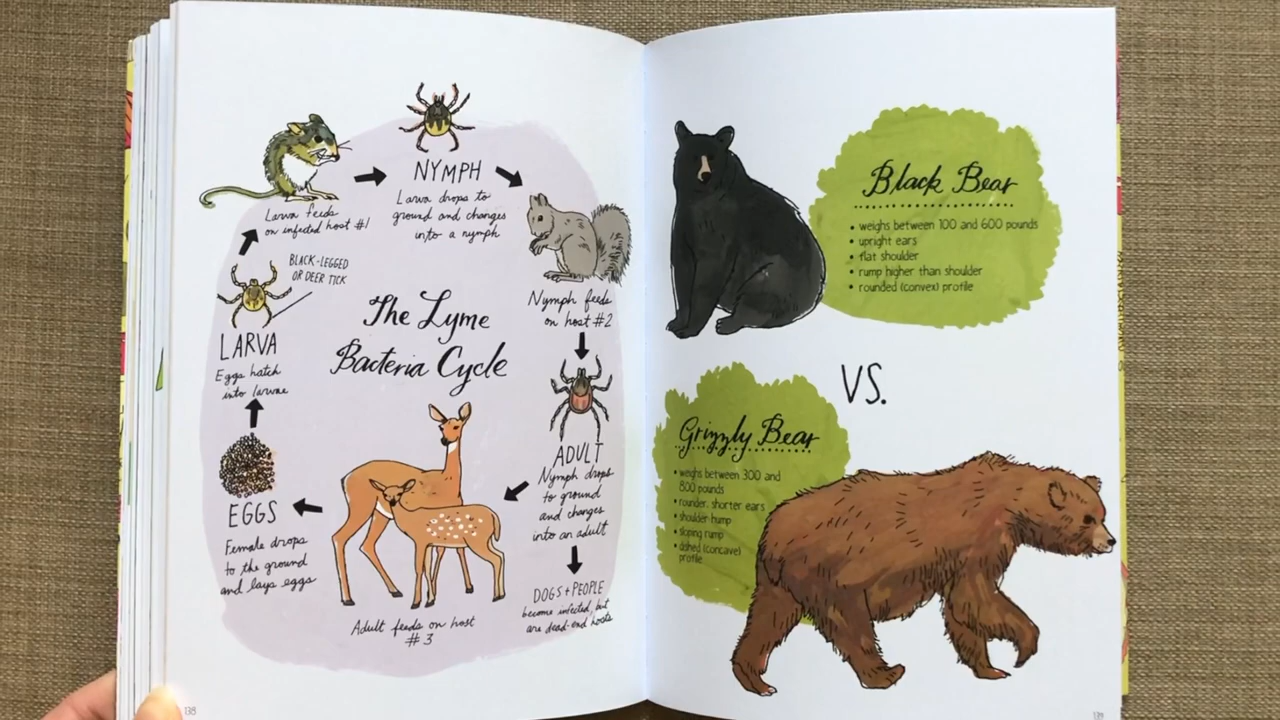 The Lyme
Bacteria Cycle
Larva feeds
on infected host #1
NYMPH
Larva drops to
ground and changes
into a nymph
Nymph feeds
on host #2
ADULT
Nymph drops
to ground
and changes
into an adult
DOGS + PEOPLE
become infected, but
are dead-end hosts
Adult feeds on host
#3
EGGS
Female drops
to the ground
and lays eggs
LARVA
Eggs hatch
into larvae
BLACK-LEGGED
OR DEER TICK
138
Black Bear
• weighs between 100 and 600 pounds
• upright ears
• flat shoulder
• rump higher than shoulder
• rounded (convex) profile
VS.
Grizzly Bear
• weighs between 300 and
800 pounds
• rounder, shorter ears
• shoulder hump
• sloping rump
• dished (concave)
profile
139